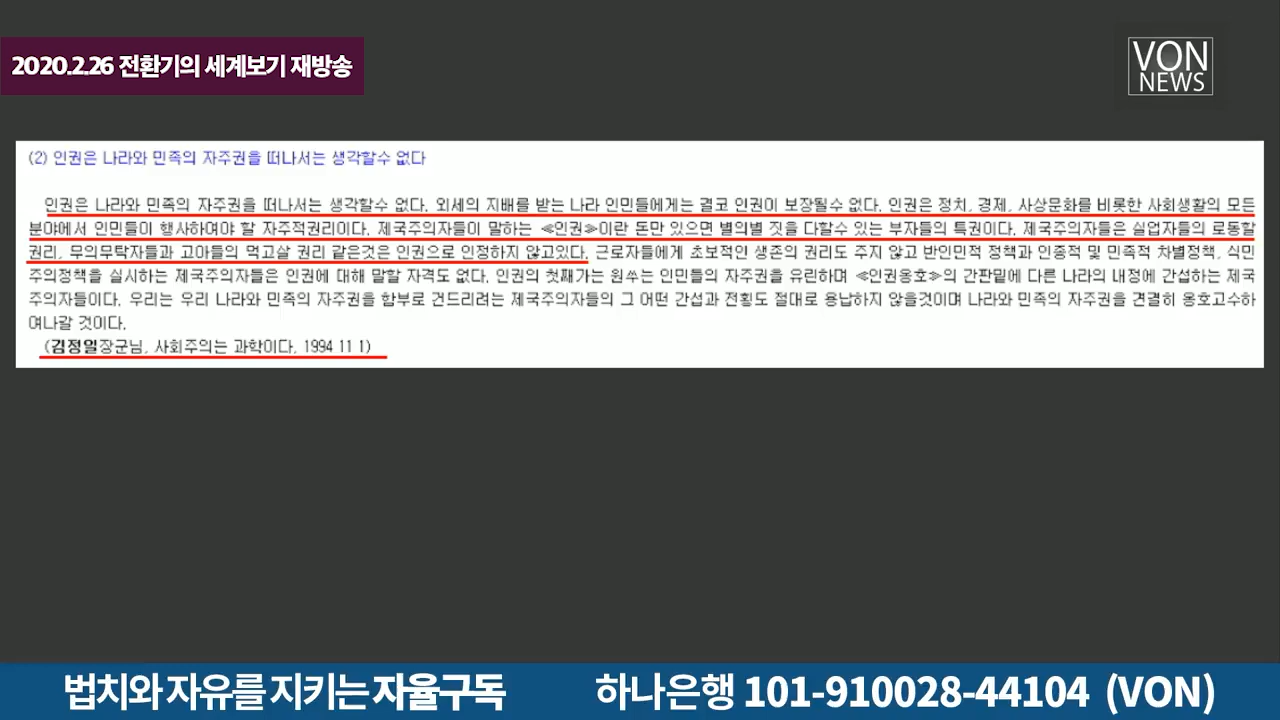 2020.2.26 전환기의 세계보기 재방송
VON
NEWS
(2) 인권은 나라와 민족의 자주권을 떠나서는 생각할수 없다
인권은 나라와 민족의 자주권을 떠나서는 생각할수 없다. 외세의 지배를 받는 나라 인민들에게는 결코 인권이 보장될수 없다. 인권은 정치, 경제, 사상문화를 비롯한 사회생활의 모든
분야에서 인민들이 행사하여야 할 자주적권리이다. 제국주의자들이 말하는 ≪인권≫이란 돈만 있으면 별의별 짓을 다할수 있는 부자들의 특권이다. 제국주의자들은 실업자들의 로동할
권리, 무의무탁자들과 고아들의 먹고살 권리 같은것은 인권으로 인정하지 않고있다. 근로자들에게 초보적인 생존의 권리도 주지 않고 반인민적 정책과 인종적 및 민족적 차별정책, 식민
주의정책을 실시하는 제국주의자들은 인권에 대해 말할 자격도 없다. 인권의 첫째가는 원쑤는 인민들의 자주권을 유린하며 ≪인권옹호≫의 간판밑에 다른 나라의 내정에 간섭하는 제국
주의자들이다. 우리는 우리 나라와 민족의 자주권을 함부로 건드리려는 제국주의자들의 그 어떤 간섭과 전횡도 절대로 용납하지 않을것이며 나라와 민족의 자주권을 견결히 옹호고수하
여나갈 것이다.
(김정일장군님, 사회주의는 과학이다, 1994 11 1)
법치와 자유를 지키는 자율구독 하나은행 101-910028-44104 (VON)